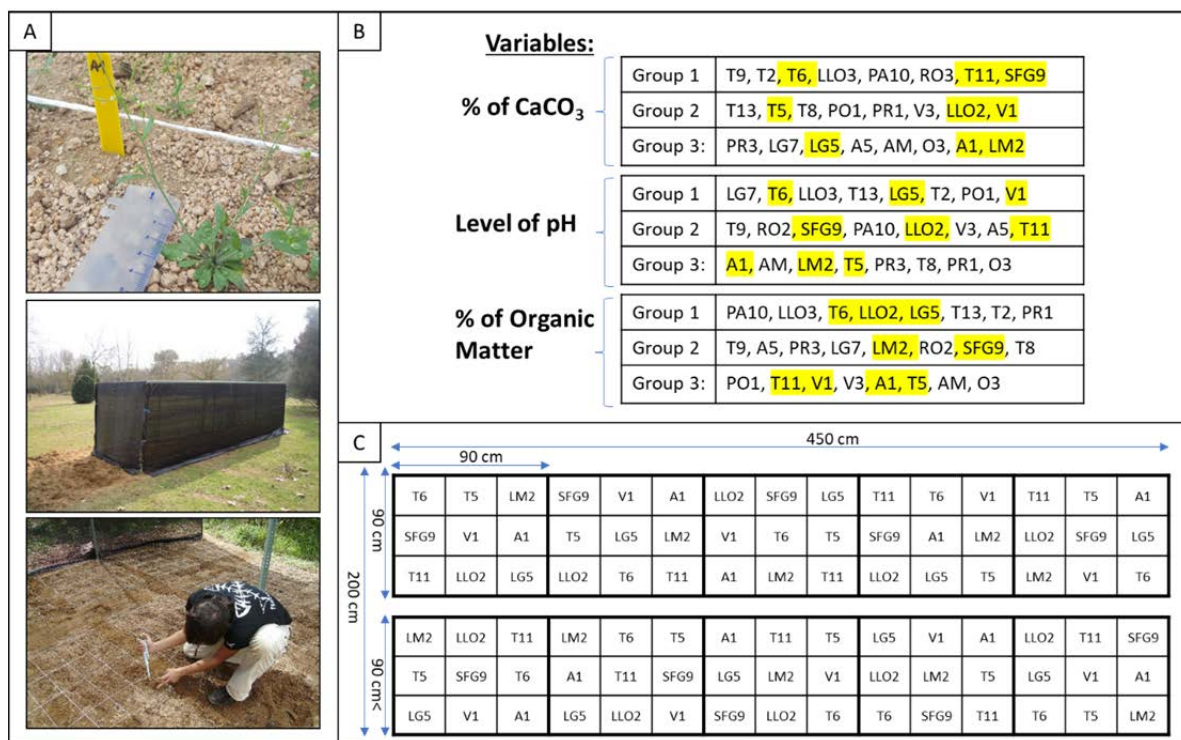 A
A1
B
Variables:
% of CaCO3
Group 1 T9, T2, T6, LLO3, PA10, RO3, T11, SFG9
Group 2 T13, T5, T8, PO1, PR1, V3, LLO2, V1
Group 3: PR3, LG7, LG5, A5, AM, O3, A1, LM2
Level of pH
Group 1 LG7, T6, LLO3, T13, LG5, T2, PO1, V1
Group 2 T9, RO2, SFG9, PA10, LLO2, V3, A5, T11
Group 3: A1, AM, LM2, T5, PR3, T8, PR1, O3
% of Organic
Matter
Group 1 PA10, LLO3, T6, LLO2, LG5, T13, T2, PR1
Group 2 T9, A5, PR3, LG7, LM2, RO2, SFG9, T8
Group 3: PO1, T11, V1, V3, A1, T5, AM, O3
C
450 cm
90 cm
200 cm
90 cm
T6 T5 LM2 SFG9 V1 A1 LLO2 SFG9 LG5 T11 T6 V1 T11 T5 A1
SFG9 V1 A1 T5 LG5 LM2 V1 T6 T5 SFG9 A1 LM2 LLO2 SFG9 LG5
T11 LLO2 LG5 LLO2 T6 T11 A1 LM2 T11 LLO2 LG5 T5 LM2 V1 T6
90 cm<
LM2 LLO2 T11 LM2 T6 T5 A1 T11 T5 LG5 V1 A1 LLO2 T11 SFG9
T5 SFG9 T6 A1 T11 SFG9 LG5 LM2 V1 LLO2 LM2 T5 LG5 V1 A1
LG5 V1 A1 LG5 LLO2 V1 SFG9 LLO2 T6 T6 SFG9 T11 T6 T5 LM2